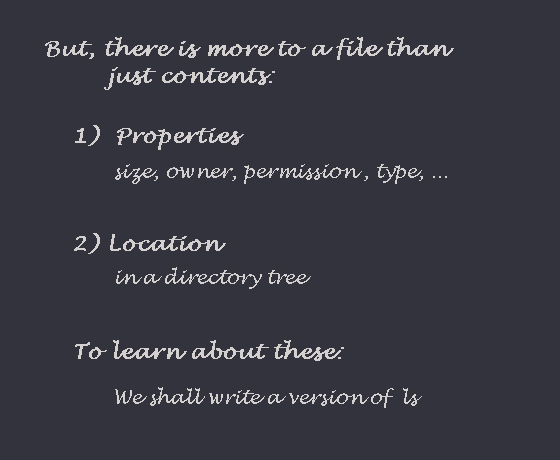 But, there is more to a file than
just contents:
1) Properties
size, owner, permission, type, ...
2) Location
in a directory tree
To learn about these:
We shall write a version of ls